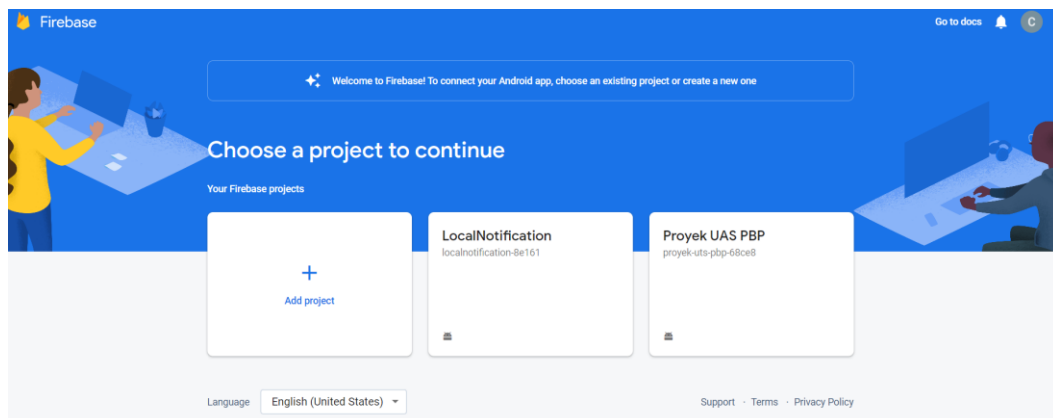 Firebase
Go to docs
C
Welcome to Firebase! To connect your Android app, choose an existing project or create a new one
Choose a project to continue
Your Firebase projects
Add project
LocalNotification
localnotification-8e161
Proyek UAS PBP
proyek-uts-pbp-68ce8
Language English (United States) Support · Terms · Privacy Policy